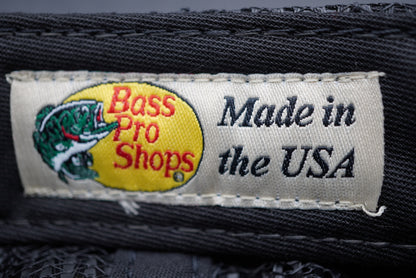 Bass
Pro
Shops®
Made in
the USA